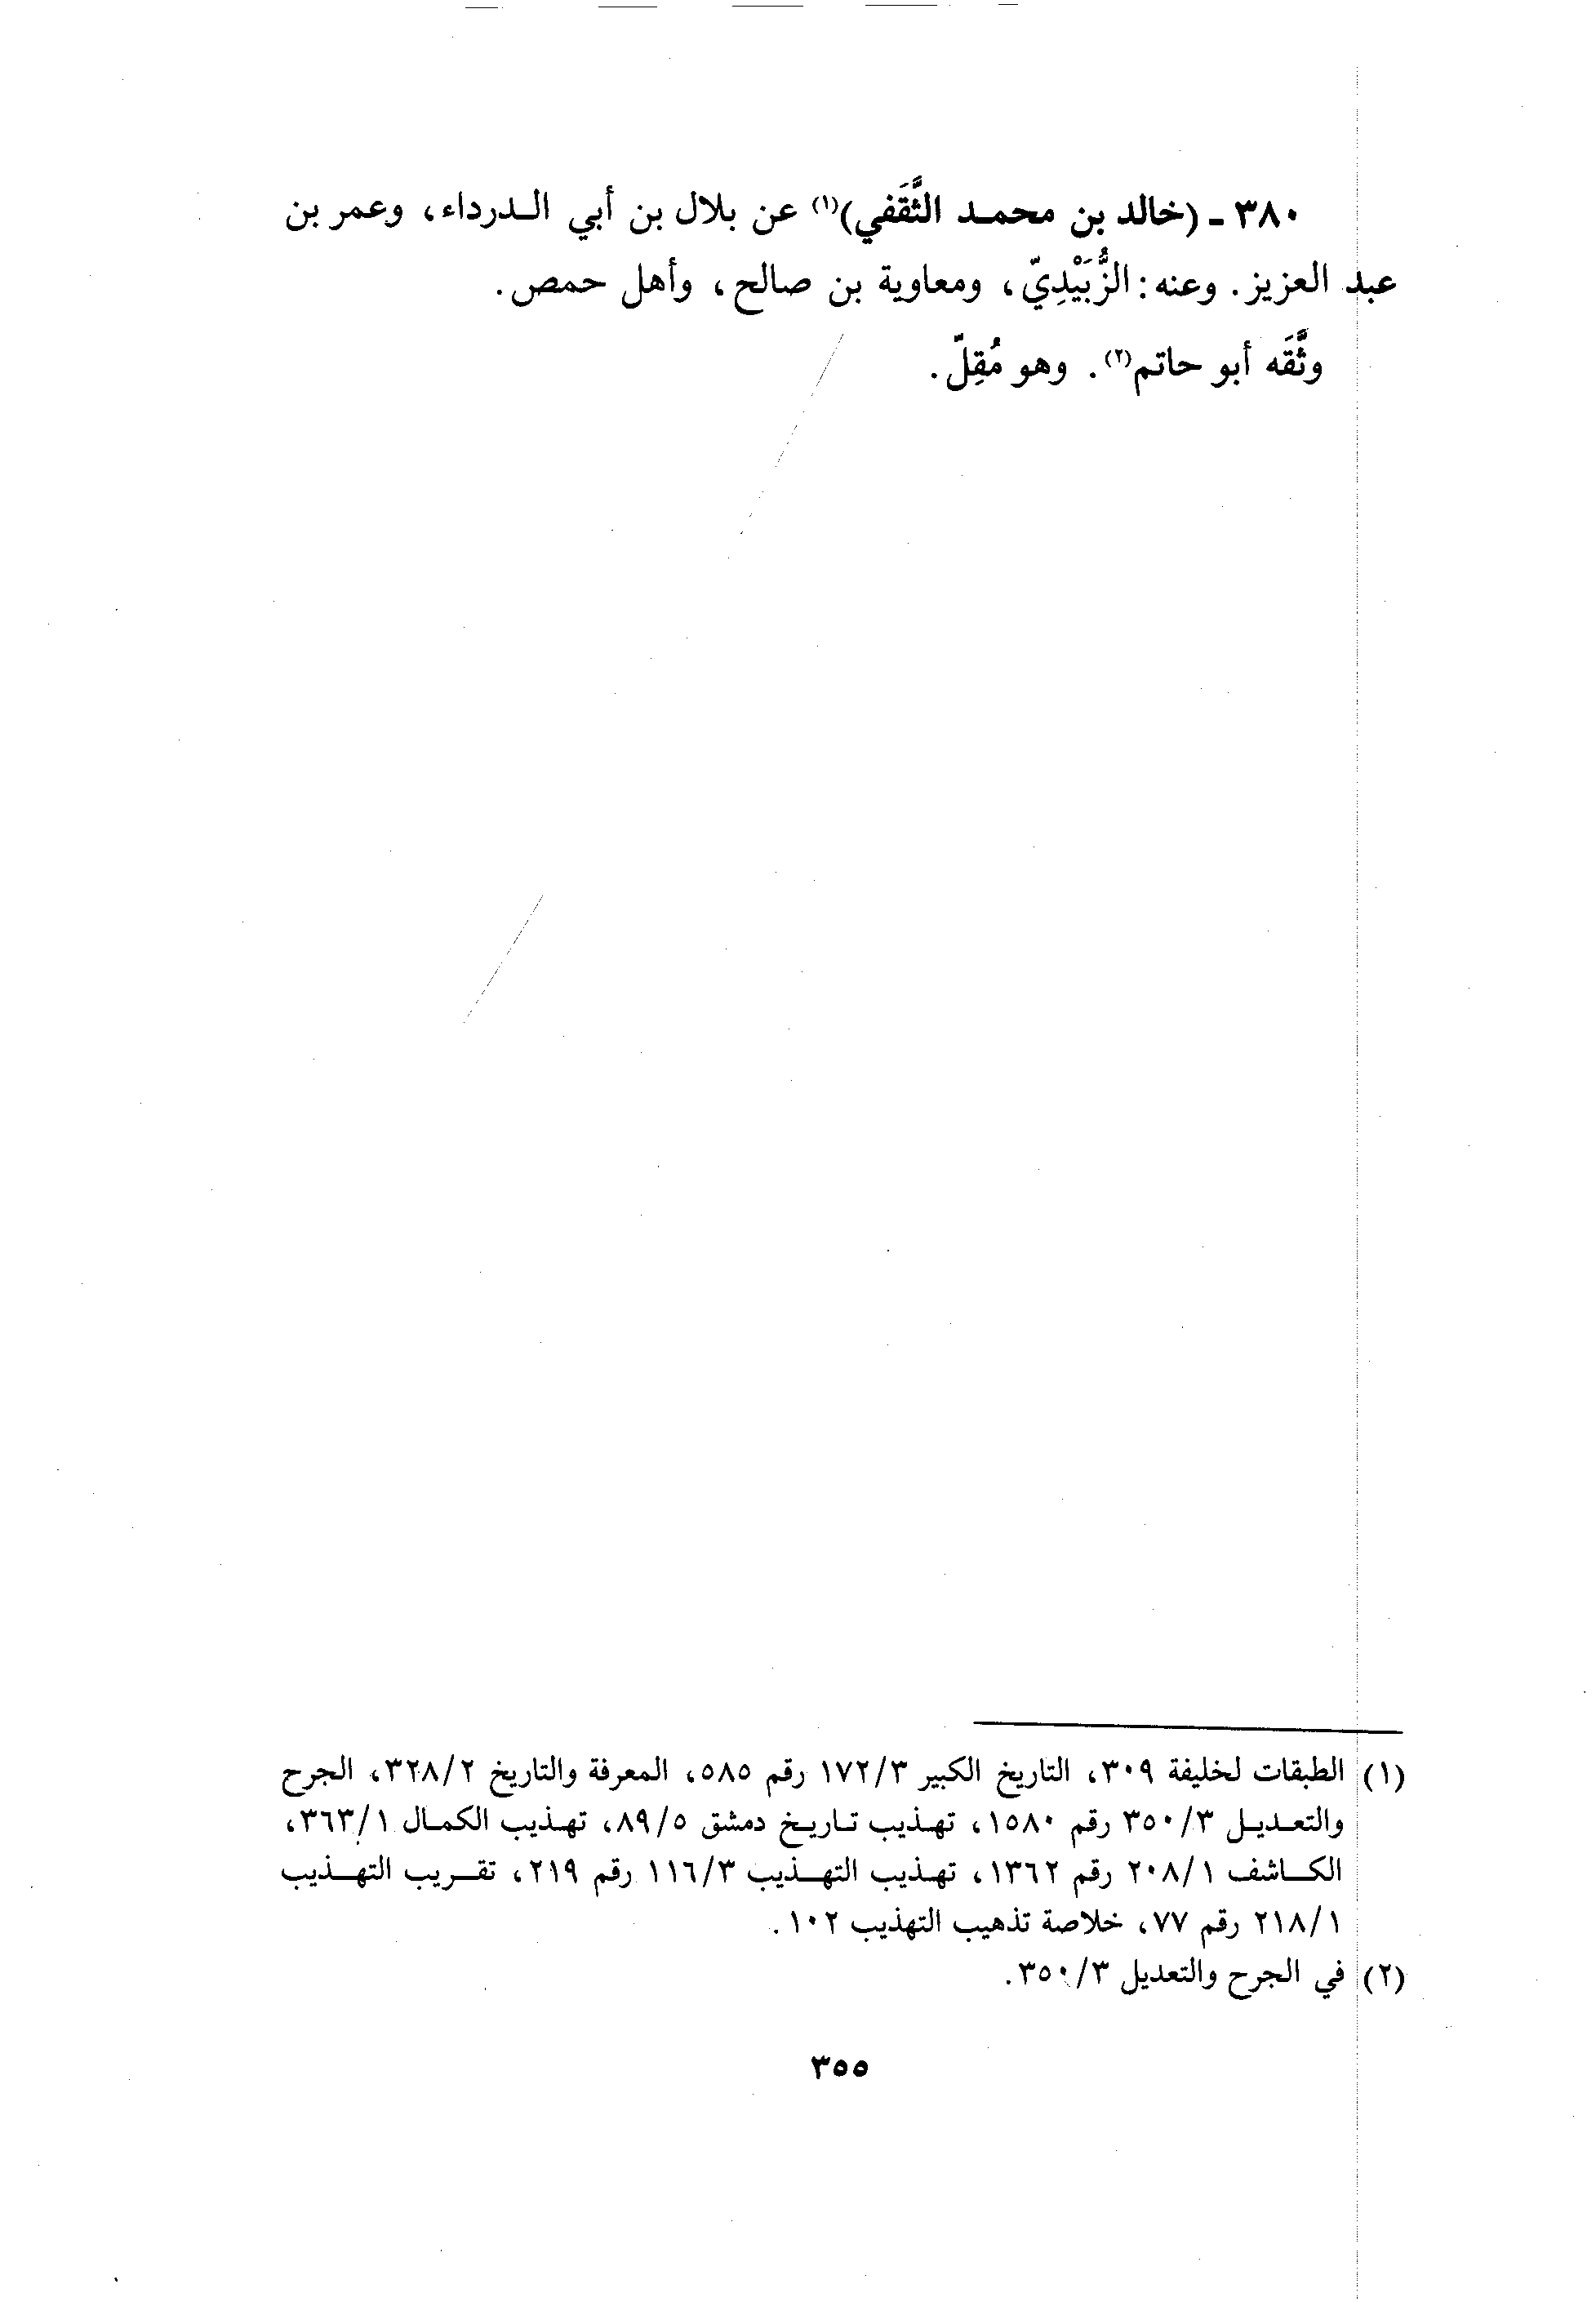 ٣٨٠ - (خالد بن محمد الثَّقَفي)(١) عن بلال بن أبي الدرداء، وعمر بن
عبد العزيز. وعنه: الزُّبَيْدِيّ، ومعاوية بن صالح، وأهل حمص.
وثَّقَه أبو حاتم(٢). وهو مُقِلّ.
(١) الطبقات لخليفة ٣٠٩، التاريخ الكبير ١٧٢/٣ رقم ٥٨٥، المعرفة والتاريخ ٣٢٨/٢، الجرح
والتعديل ٣٥٠/٣ رقم ١٥٨٠، تهذيب تاريخ دمشق ٨٩/٥، تهذيب الكمال ٣٦٣/١،
الكاشف ٢٠٨/١ رقم ١٣٦٢، تهذيب التهذيب ١١٦/٣ رقم ٢١٩، تقريب التهذيب
٢١٨/١ رقم ٧٧، خلاصة تذهيب التهذيب ١٠٢.
(٢) في الجرح والتعديل ٣٥٠/٣.
٣٥٥